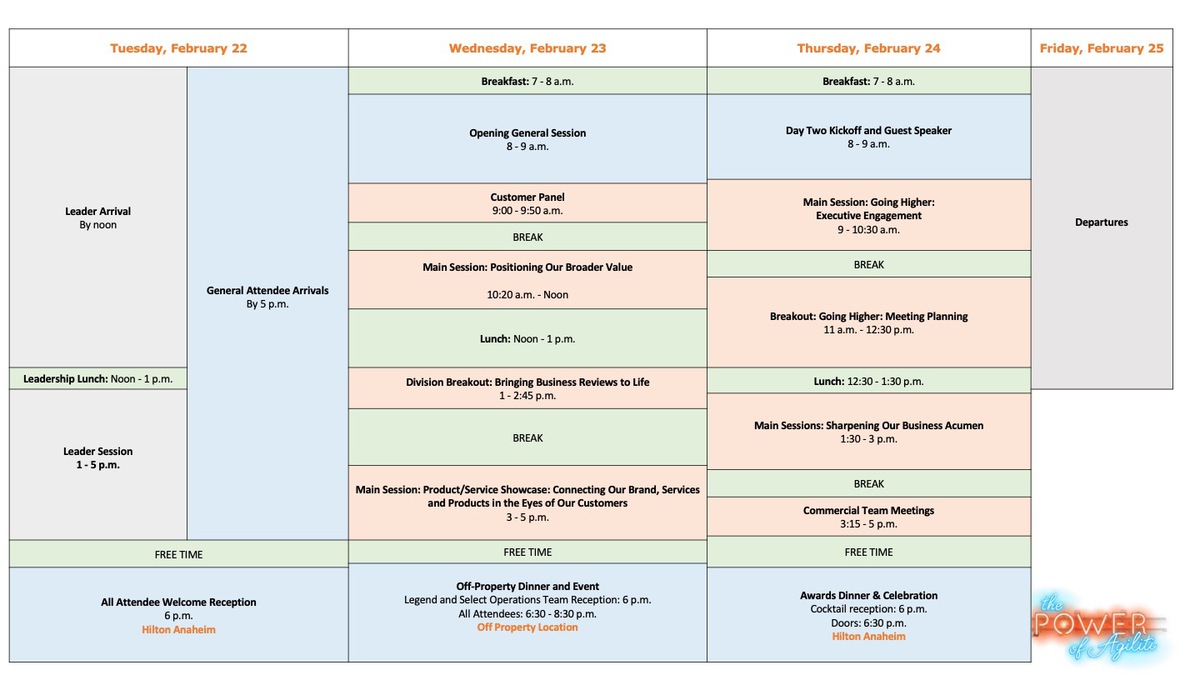 Tuesday, February 22
Wednesday, February 23
Thursday, February 24
Friday, February 25
Leader Arrival
By noon
Leadership Lunch: Noon - 1 p.m.
Leader Session
1 - 5 p.m.
General Attendee Arrivals
By 5 p.m.
FREE TIME
All Attendee Welcome Reception
6 p.m.
Hilton Anaheim
Breakfast: 7 - 8 a.m.
Opening General Session
8 - 9 a.m.
Customer Panel
9:00 - 9:50 a.m.
BREAK
Main Session: Positioning Our Broader Value
10:20 a.m. - Noon
Lunch: Noon - 1 p.m.
Division Breakout: Bringing Business Reviews to Life
1 - 2:45 p.m.
BREAK
Main Session: Product/Service Showcase: Connecting Our Brand, Services
and Products in the Eyes of Our Customers
3 - 5 p.m.
FREE TIME
Off-Property Dinner and Event
Legend and Select Operations Team Reception: 6 p.m.
All Attendees: 6:30 - 8:30 p.m.
Off Property Location
Breakfast: 7 - 8 a.m.
Day Two Kickoff and Guest Speaker
8 - 9 a.m.
Main Session: Going Higher:
Executive Engagement
9 - 10:30 a.m.
BREAK
Breakout: Going Higher: Meeting Planning
11 a.m. - 12:30 p.m.
Lunch: 12:30 - 1:30 p.m.
Main Sessions: Sharpening Our Business Acumen
1:30 - 3 p.m.
BREAK
Commercial Team Meetings
3:15 - 5 p.m.
FREE TIME
Awards Dinner & Celebration
Cocktail reception: 6 p.m.
Doors: 6:30 p.m.
Hilton Anaheim
Departures
the
POWER
of Agiliti